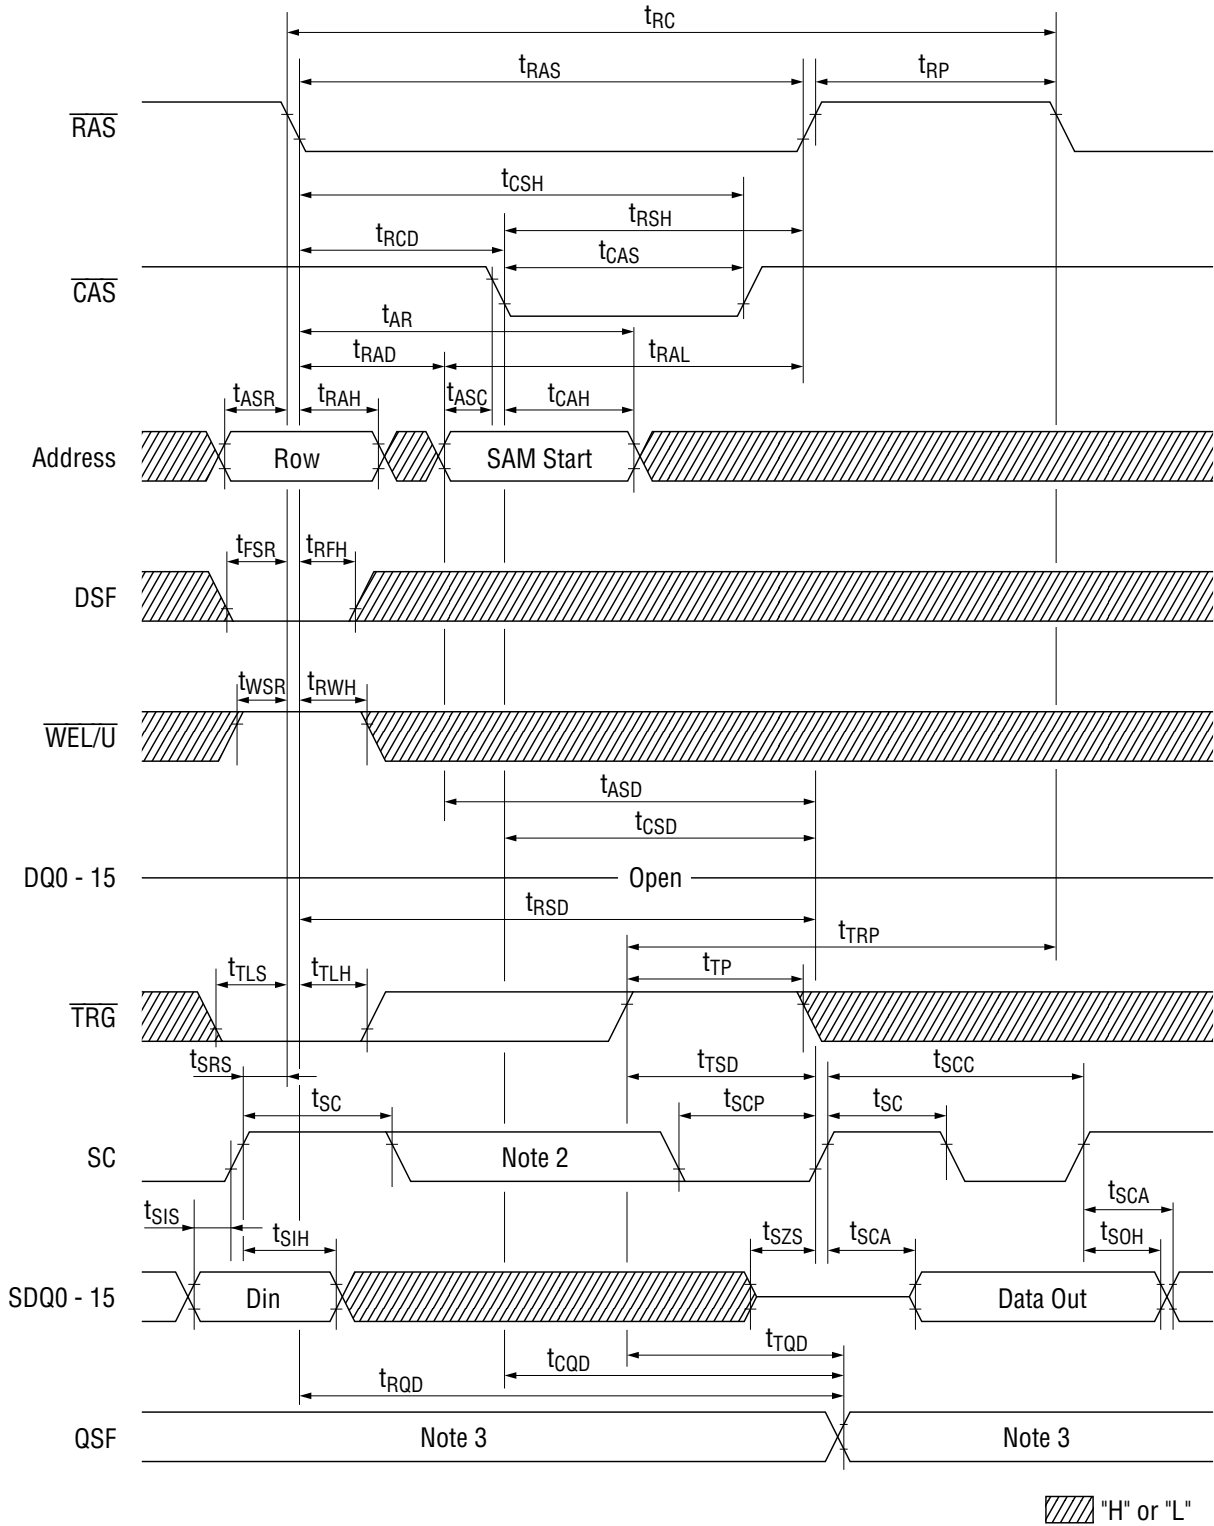 tRC
tRAS
tRP
RAS
tCSH
tRSH
tRCD
tCAS
CAS
tAR
tRAD
tRAL
tASR
tRAH
tASC
tCAH
Address
Row
SAM Start
tFSR
tRFH
DSF
tWSR
tRWH
WEL/U
tASD
tCSD
DQ0 - 15
Open
tRSD
tTRP
tTLS
tTLH
tTP
TRG
tSRS
tTSD
tSCC
tSC
tSCP
tSC
SC
Note 2
tSIS
tSIH
tSZS
tSCA
tSCA
tSOH
SDQ0 - 15
Din
Data Out
tTQD
tCQD
tRQD
QSF
Note 3
Note 3
"H" or "L"